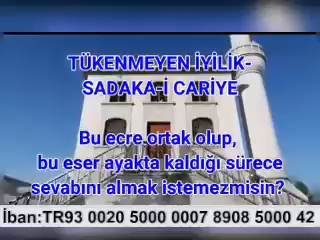 TÜKENMEYEN İYİLİK-
SADAKA-İ CARİYE
Bu ecre ortak olup,
bu eser ayakta kaldığı sürece
sevabını almak istemezmisin?
İban:TR93 0020 5000 0007 8908 5000 42